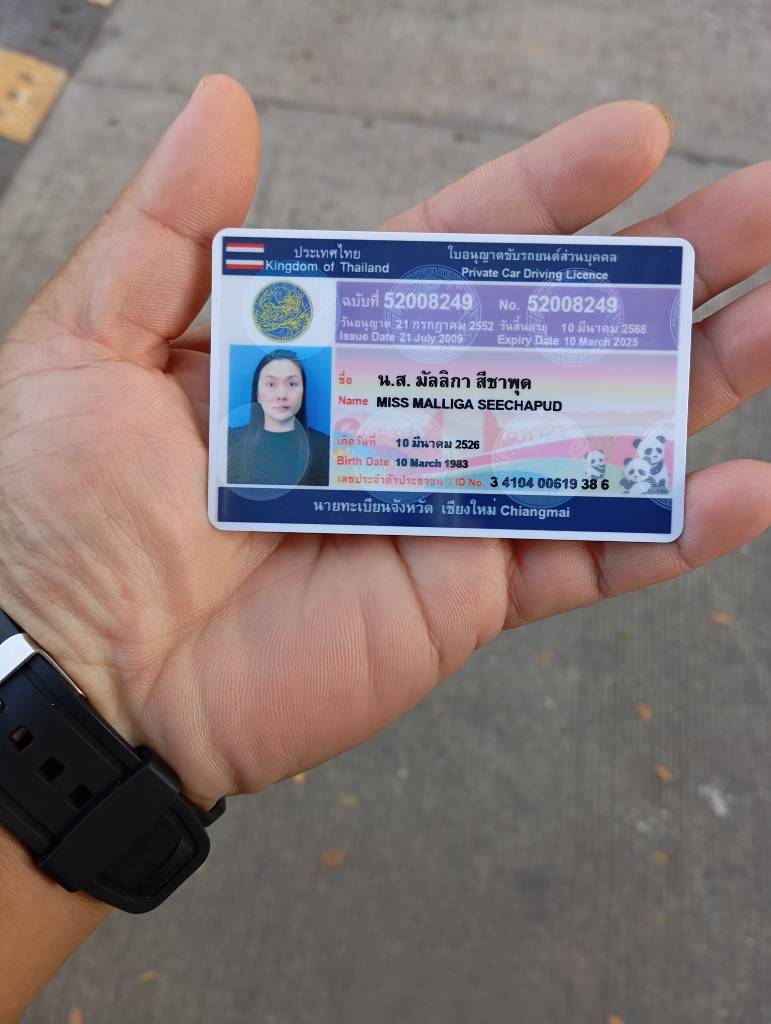 ประเทศไทย
Kingdom of Thailand
ใบอนุญาตขับรถยนต์ส่วนบุคคล
Private Car Driving Licence
ฉบับที่ 52008249 No. 52008249
วันอนุญาต 21 กรกฎาคม 2552 วันสิ้นอายุ 10 มีนาคม 2568
Issue Date 21 July 2009 Expiry Date 10 March 2025
ชื่อ น.ส. มัลลิกา สีชาพุด
Name MISS MALLIGA SEECHAPUD
เกิดวันที่ 10 มีนาคม 2526
Birth Date 10 March 1983
เลขประจำตัวประชาชน / ID No. 3 4104 00619 38 6
นายทะเบียนจังหวัด เชียงใหม่ Chiangmai